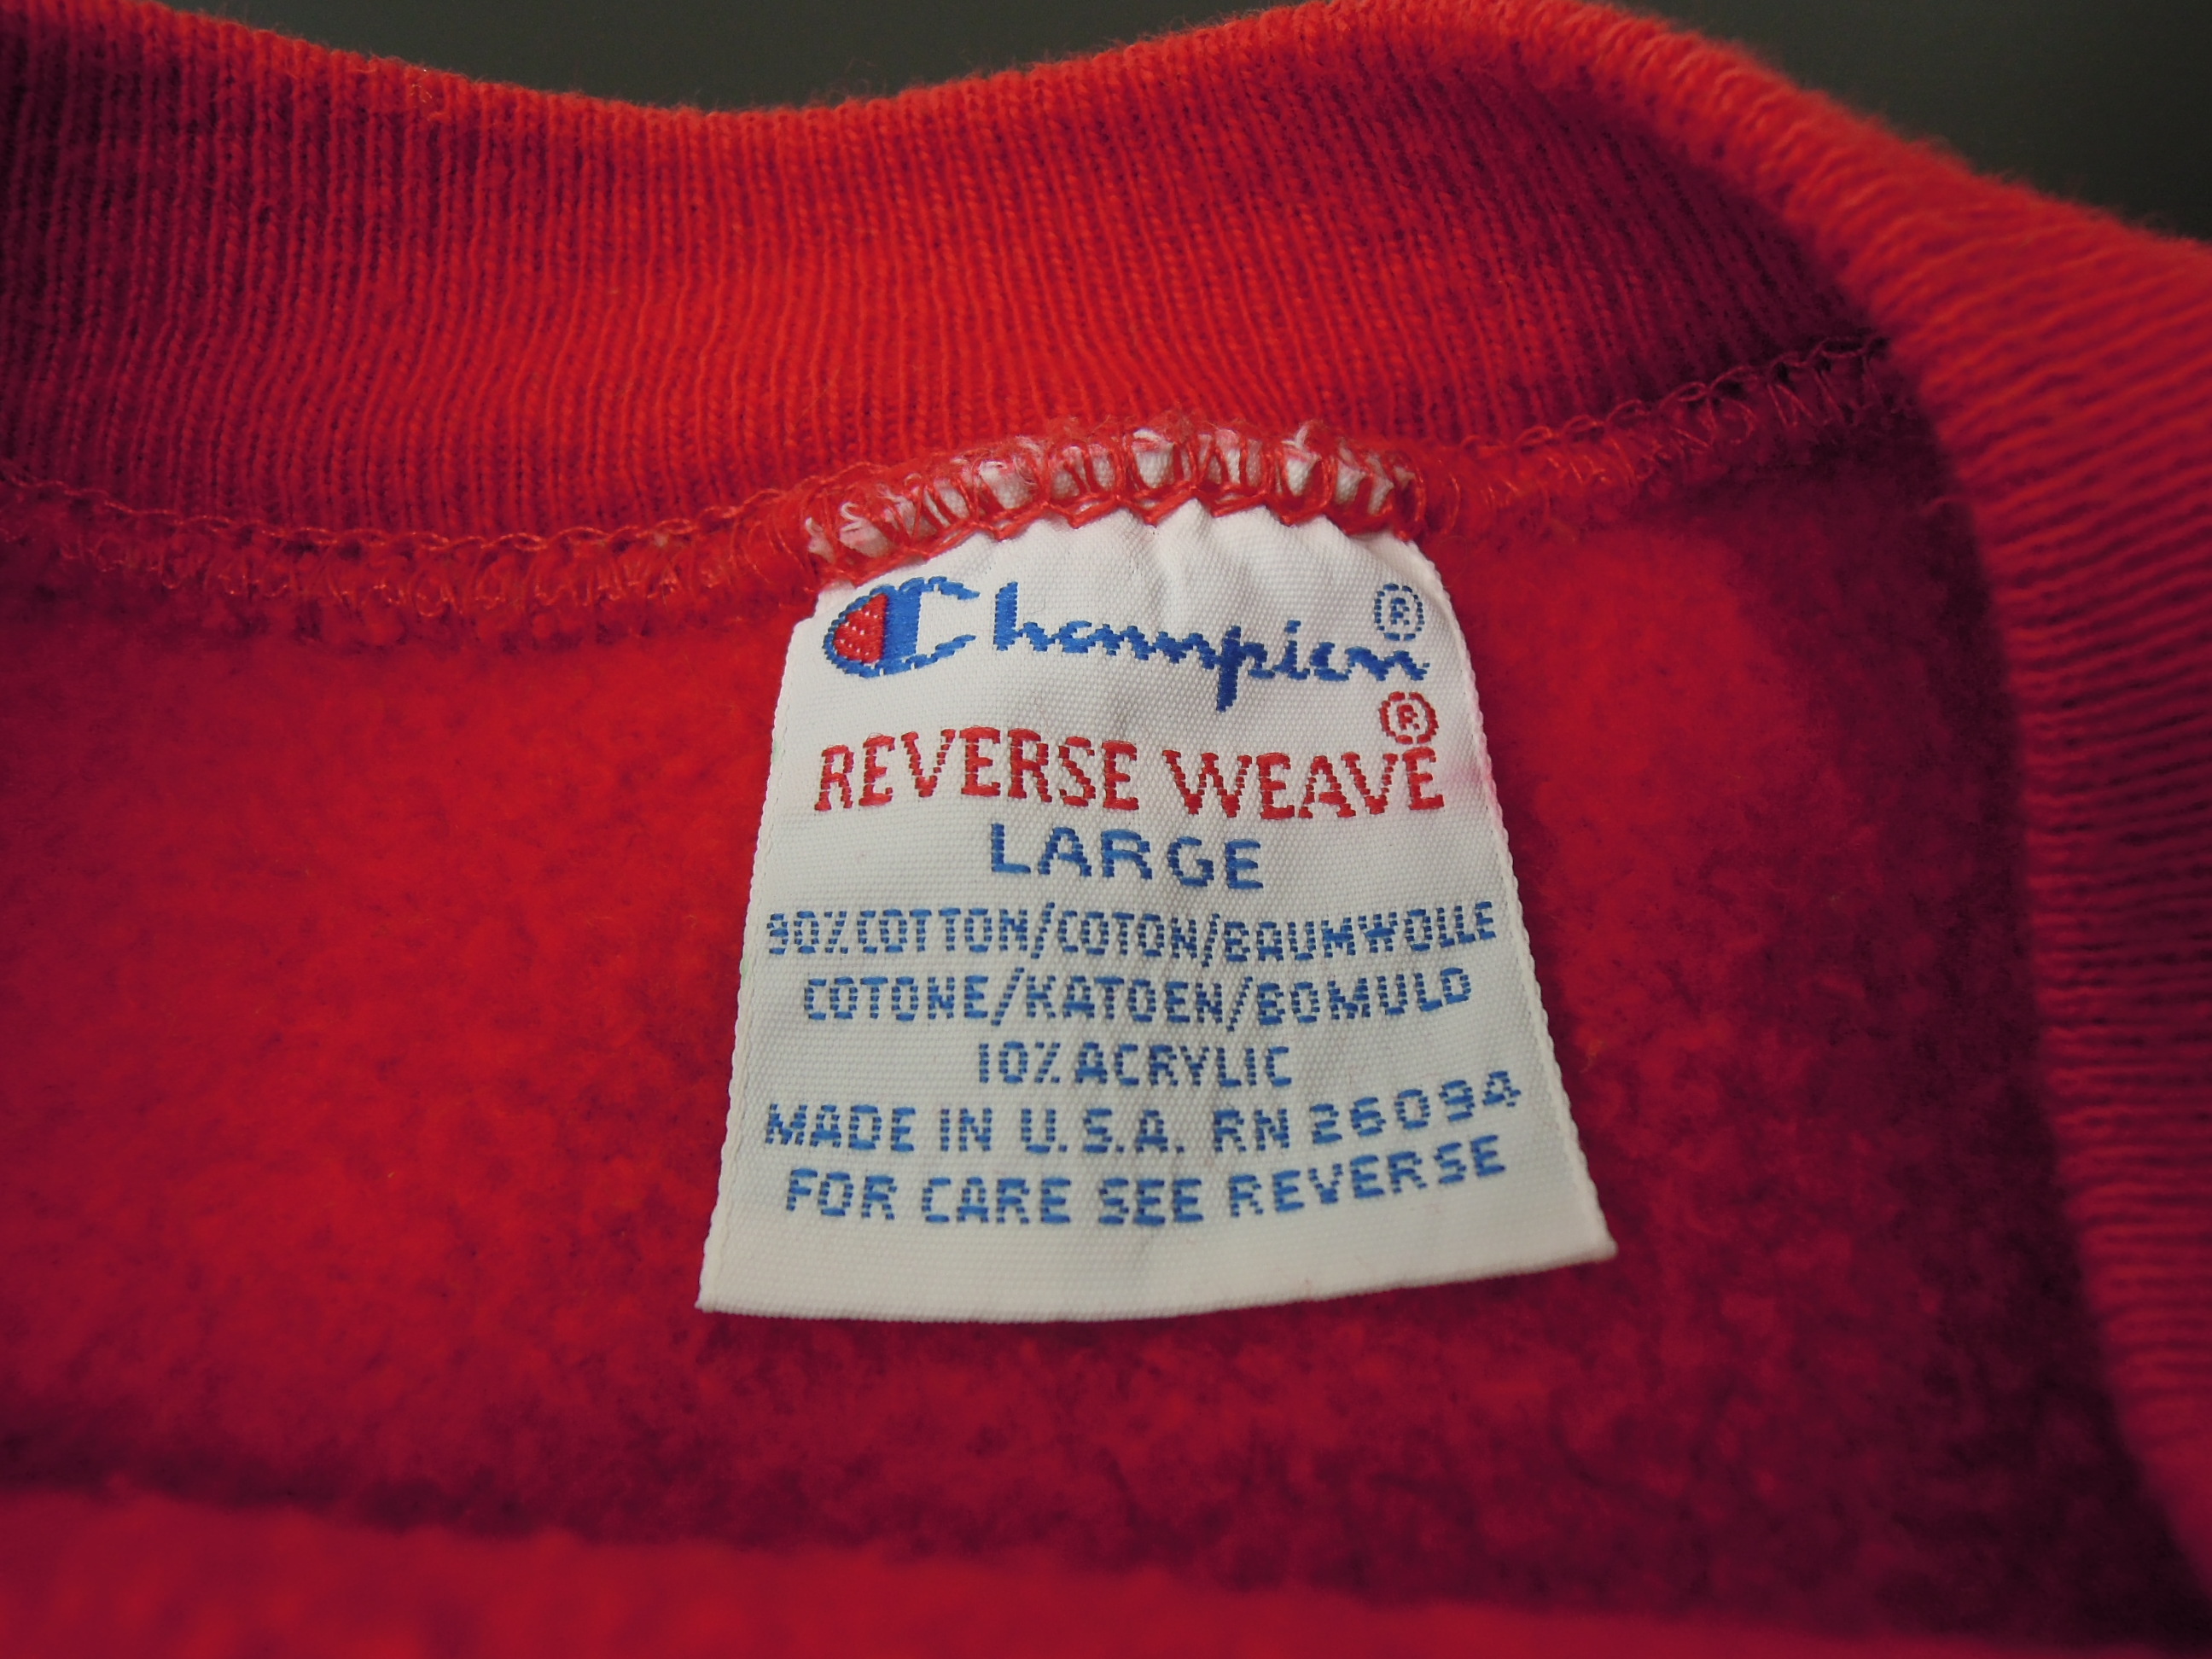 Champion®
REVERSE WEAVE®
LARGE
90% COTTON/COTON/BAUMWOLLE
COTONE/KATOEN/BOMULD
10% ACRYLIC
MADE IN U.S.A. RN 26094
FOR CARE SEE REVERSE